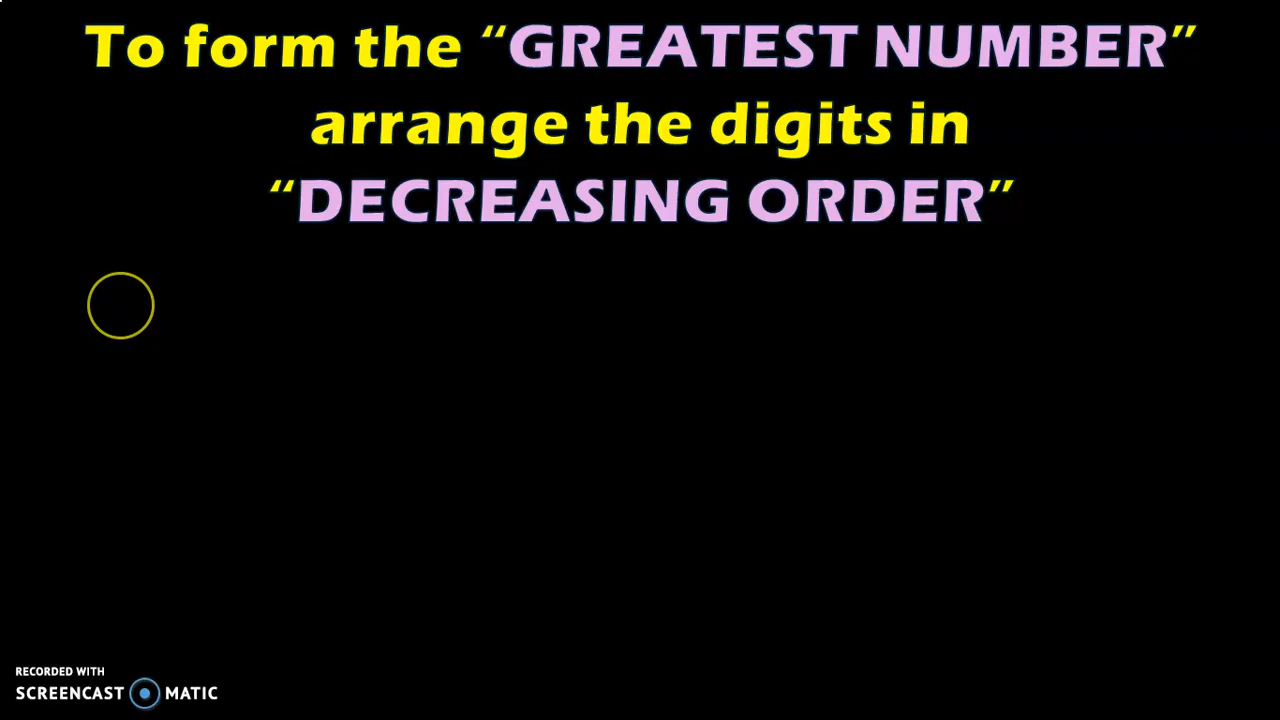 To form the “GREATEST NUMBER”
arrange the digits in
“DECREASING ORDER”
RECORDED WITH
SCREENCAST MATIC